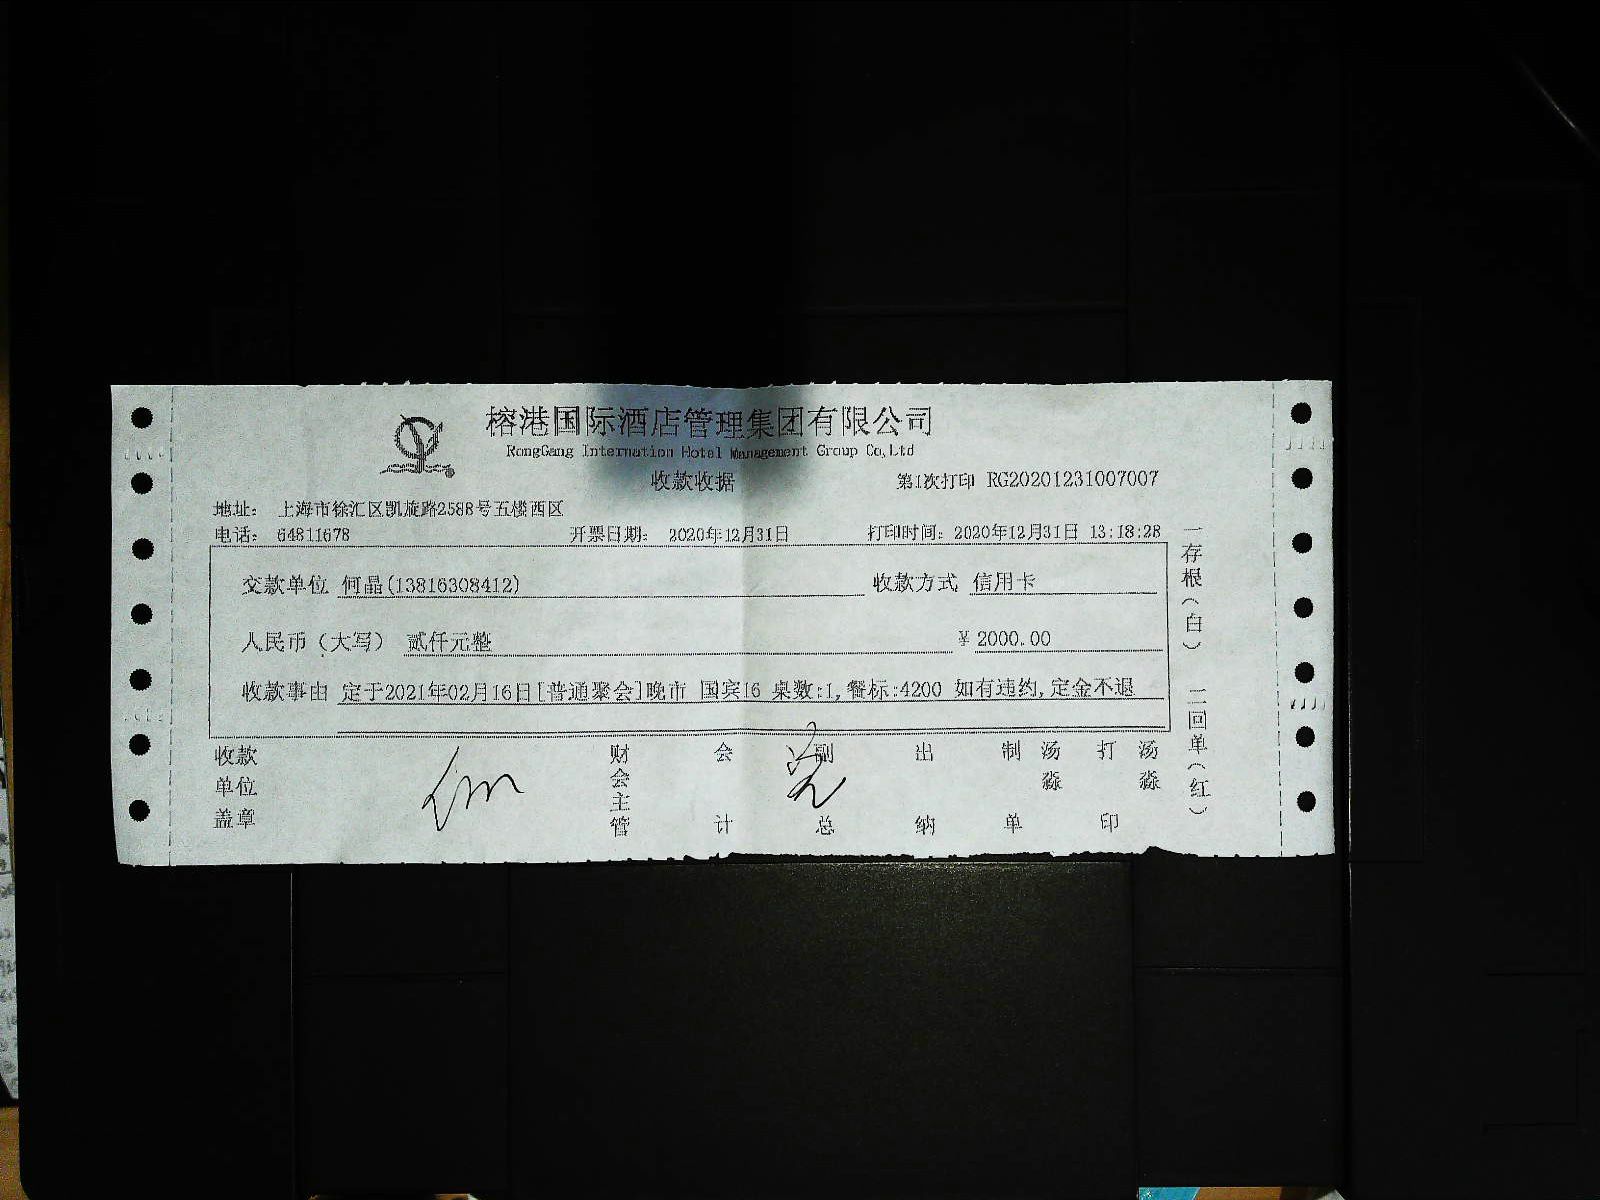 榕港国际酒店管理集团有限公司
RongGang Internation Hotel Management Group Co,Ltd
收款收据
第1次打印 RG20201231007007
地址: 上海市徐汇区凯旋路2588号五楼西区
电话: 64811678 开票日期: 2020年12月31日 打印时间: 2020年12月31日 13:18:28
交款单位 何晶(13816308412) 收款方式 信用卡
人民币(大写) 贰仟元整 ¥ 2000.00
收款事由 定于2021年02月16日[普通聚会]晚市 国宾16 桌数:1,餐标:4200 如有违约,定金不退
收款单位盖章 财会主管 会计 副总 出纳 制单 汤淼 打印 汤淼
一存根(白) 二回单(红)